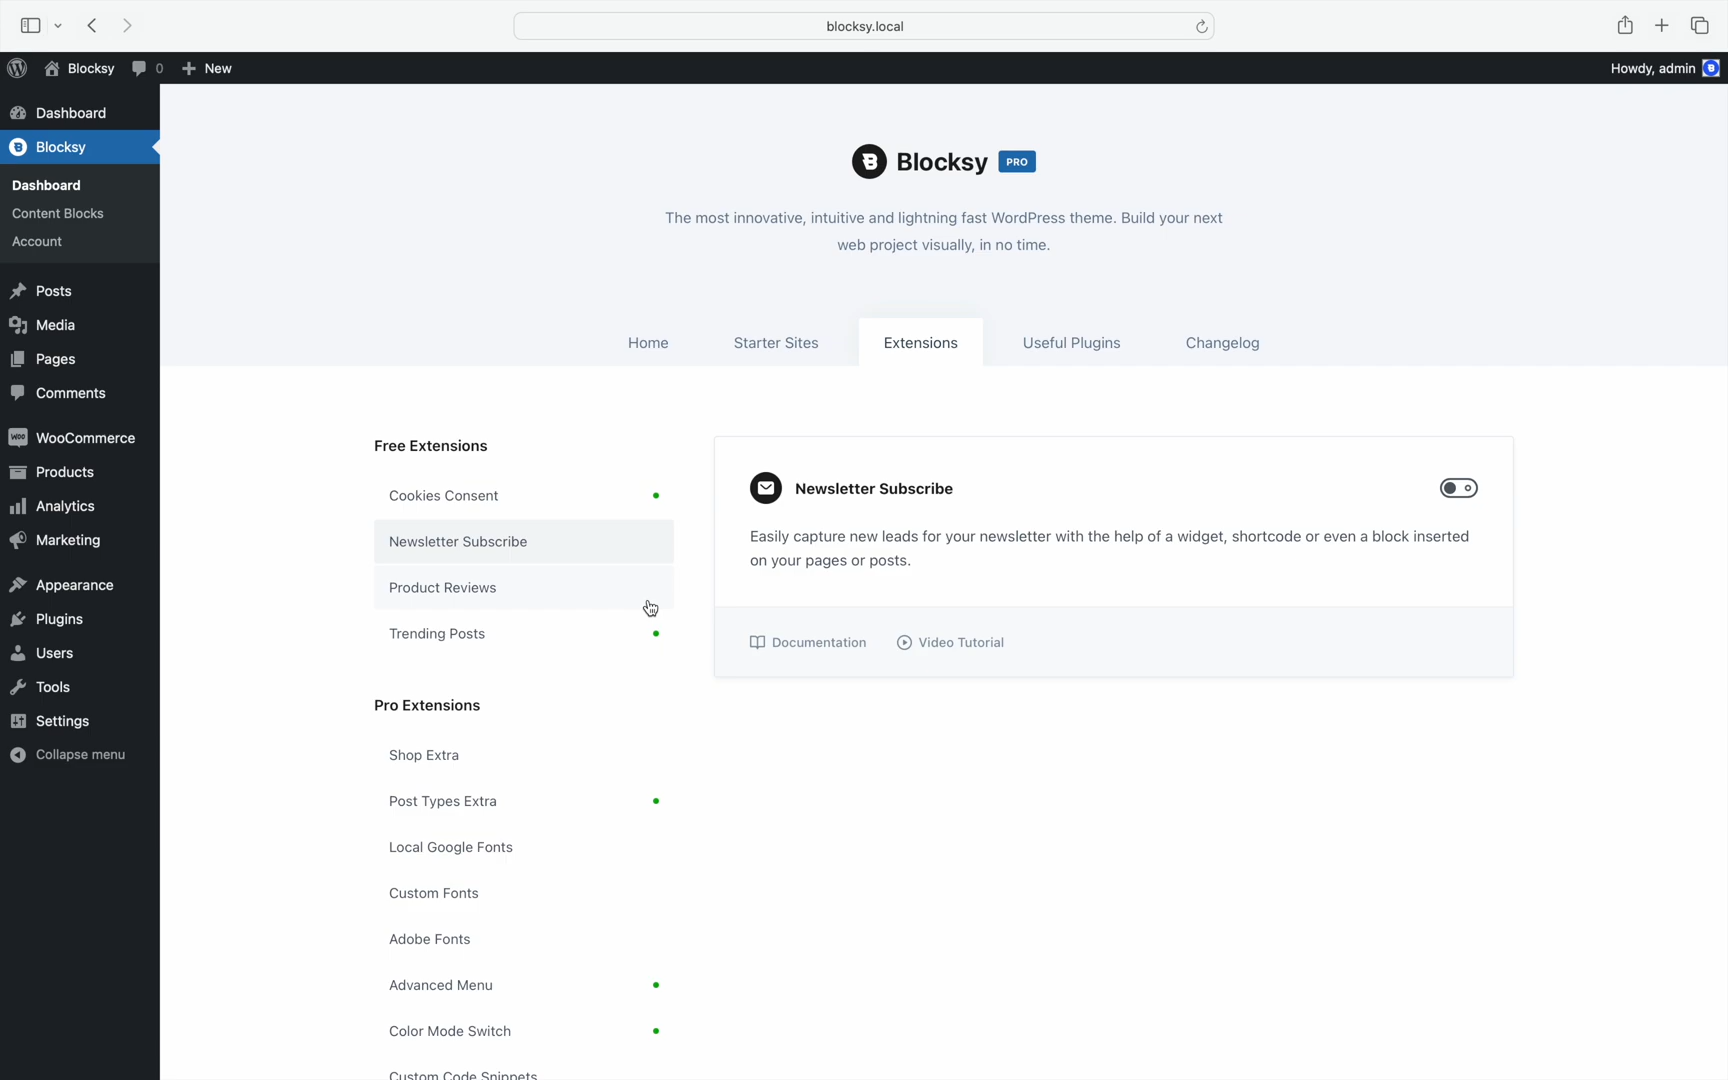 blocksy.local
Blocksy 0 New Howdy, admin
Dashboard
Blocksy
Dashboard
Content Blocks
Account
Posts
Media
Pages
Comments
WooCommerce
Products
Analytics
Marketing
Appearance
Plugins
Users
Tools
Settings
Collapse menu
Blocksy PRO
The most innovative, intuitive and lightning fast WordPress theme. Build your next
web project visually, in no time.
Home Starter Sites Extensions Useful Plugins Changelog
Free Extensions
Cookies Consent
Newsletter Subscribe
Product Reviews
Trending Posts
Pro Extensions
Shop Extra
Post Types Extra
Local Google Fonts
Custom Fonts
Adobe Fonts
Advanced Menu
Color Mode Switch
Custom Code Snippets
Newsletter Subscribe
Easily capture new leads for your newsletter with the help of a widget, shortcode or even a block inserted
on your pages or posts.
Documentation Video Tutorial